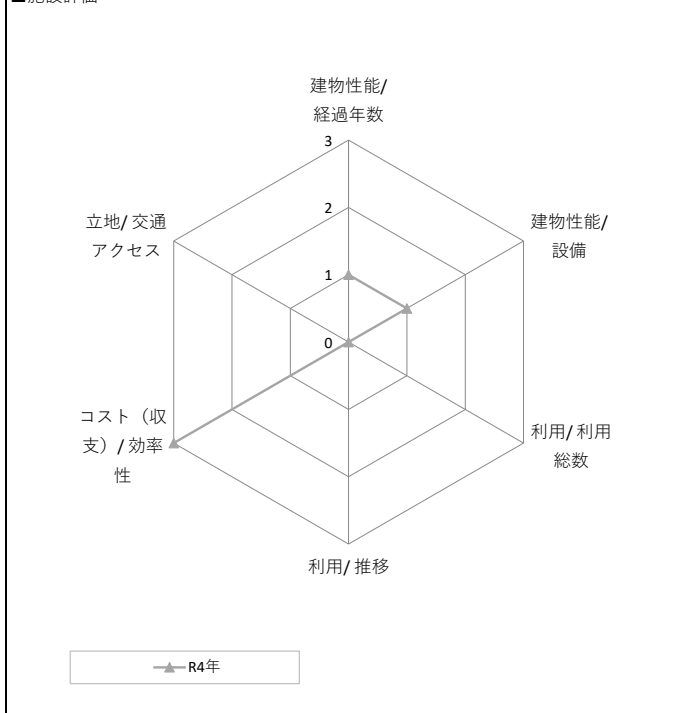 ■施設評価
建物性能/
経過年数
3
2
1
0
建物性能/
設備
利用/ 利用
総数
利用/ 推移
コスト（収
支）/ 効率
性
立地/ 交通
アクセス
R4年